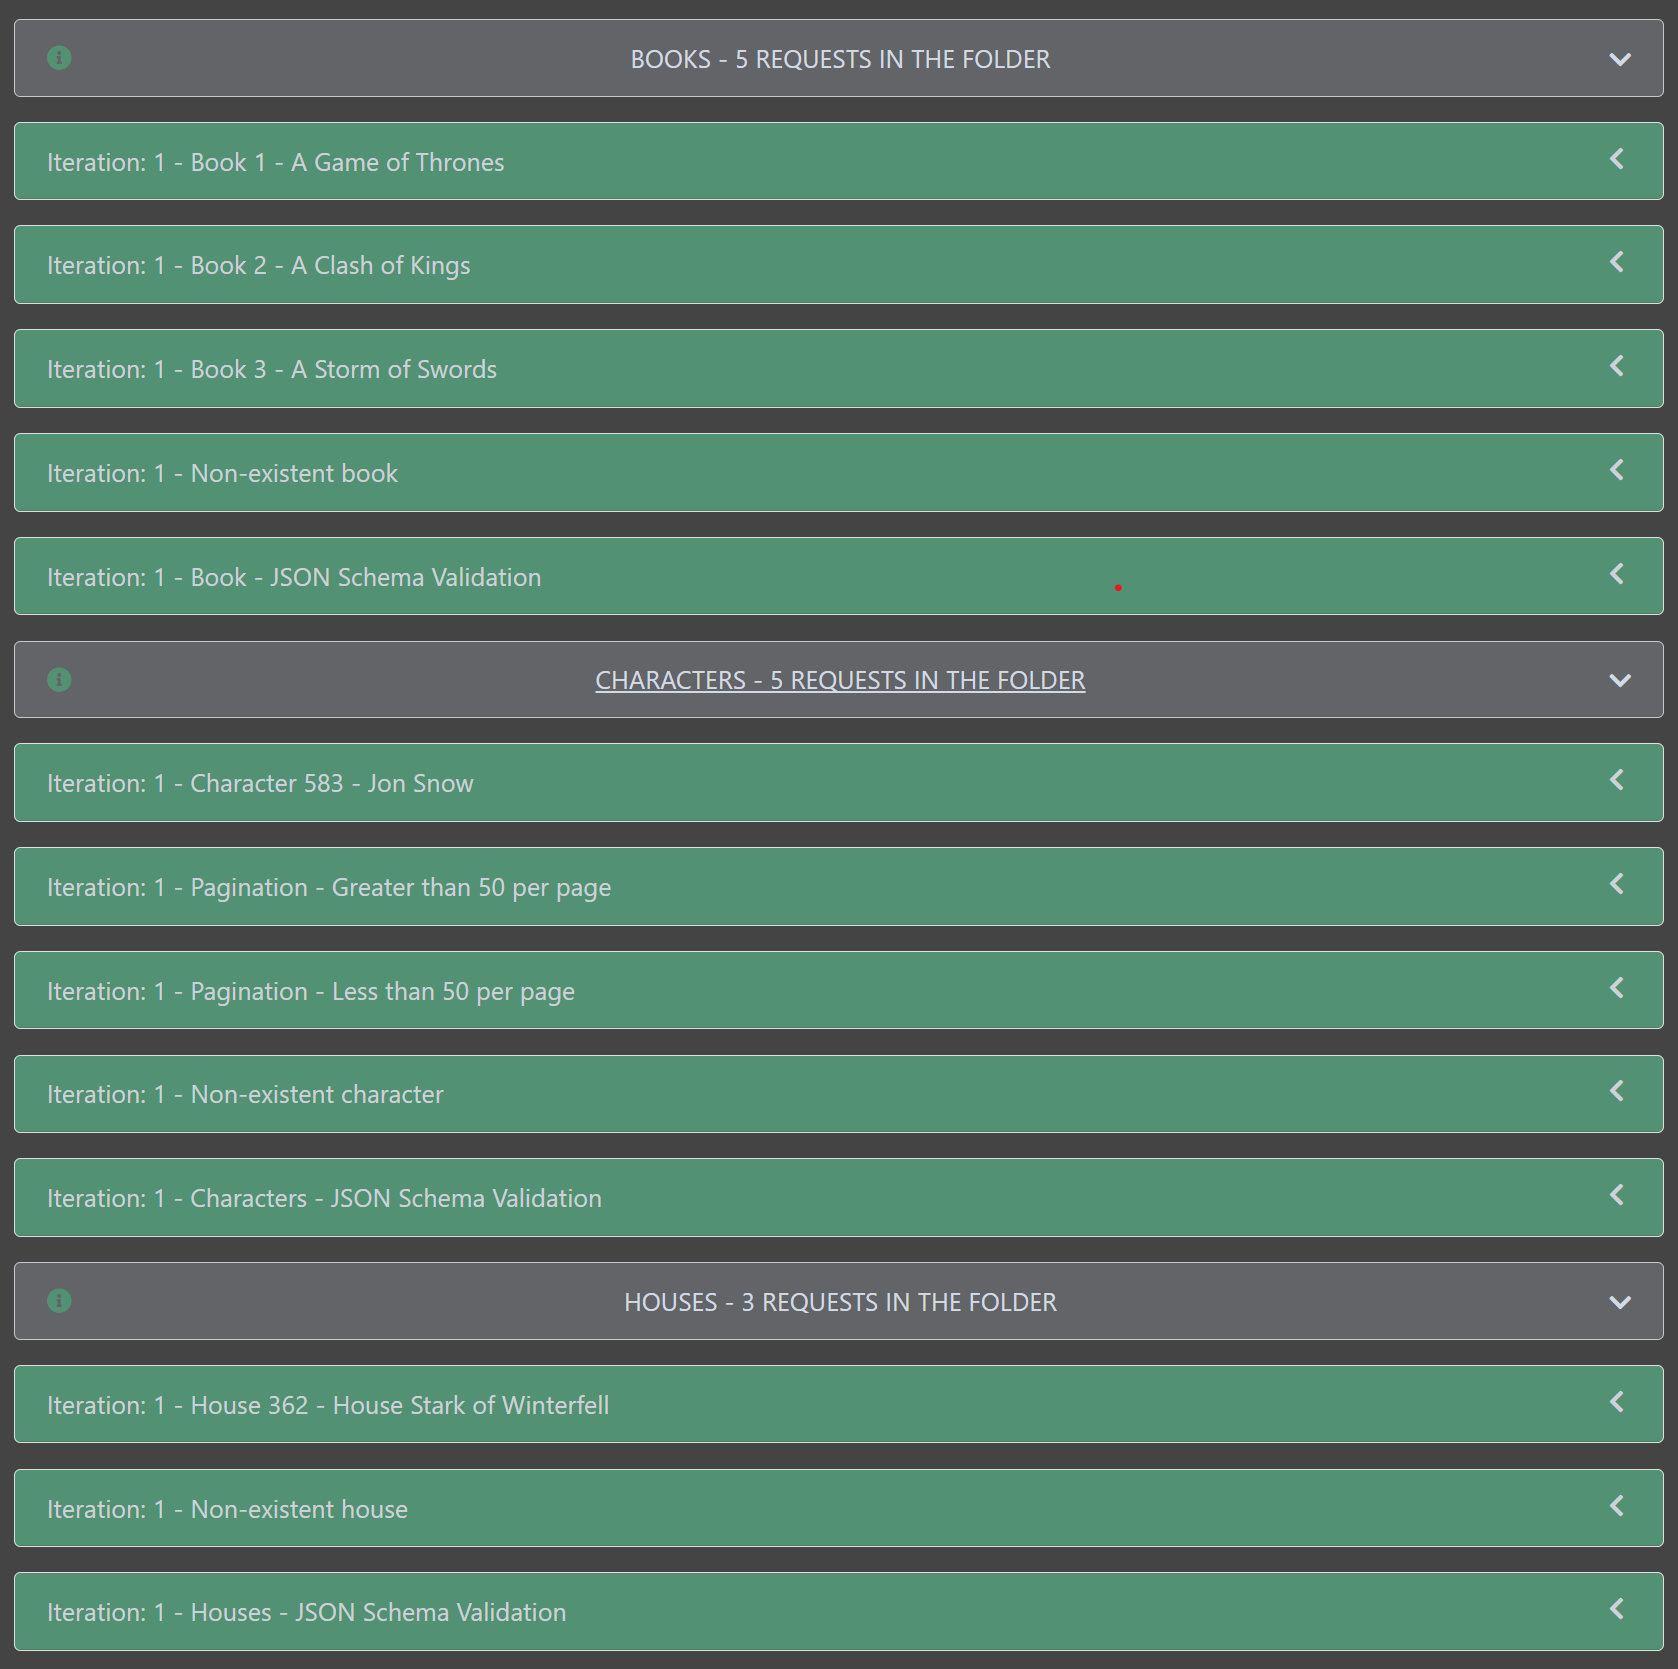 BOOKS - 5 REQUESTS IN THE FOLDER
Iteration: 1 - Book 1 - A Game of Thrones
Iteration: 1 - Book 2 - A Clash of Kings
Iteration: 1 - Book 3 - A Storm of Swords
Iteration: 1 - Non-existent book
Iteration: 1 - Book - JSON Schema Validation
CHARACTERS - 5 REQUESTS IN THE FOLDER
Iteration: 1 - Character 583 - Jon Snow
Iteration: 1 - Pagination - Greater than 50 per page
Iteration: 1 - Pagination - Less than 50 per page
Iteration: 1 - Non-existent character
Iteration: 1 - Characters - JSON Schema Validation
HOUSES - 3 REQUESTS IN THE FOLDER
Iteration: 1 - House 362 - House Stark of Winterfell
Iteration: 1 - Non-existent house
Iteration: 1 - Houses - JSON Schema Validation